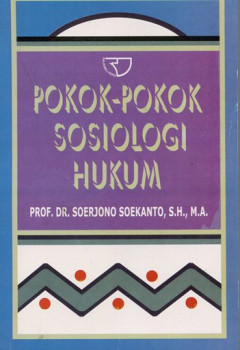 POKOK-POKOK
SOSIOLOGI
HUKUM
PROF. DR. SOERJONO SOEKANTO, S.H., M.A.